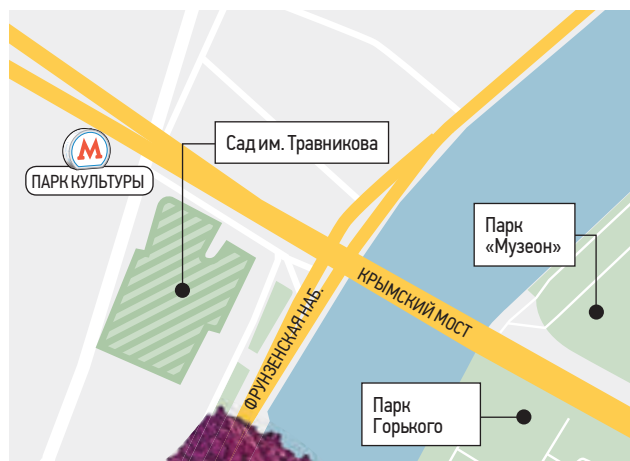 М
ПАРК КУЛЬТУРЫ
Сад им. Травникова
Парк
«Музеон»
КРЫМСКИЙ МОСТ
ФРУНЗЕНСКАЯ НАБ.
Парк
Горького